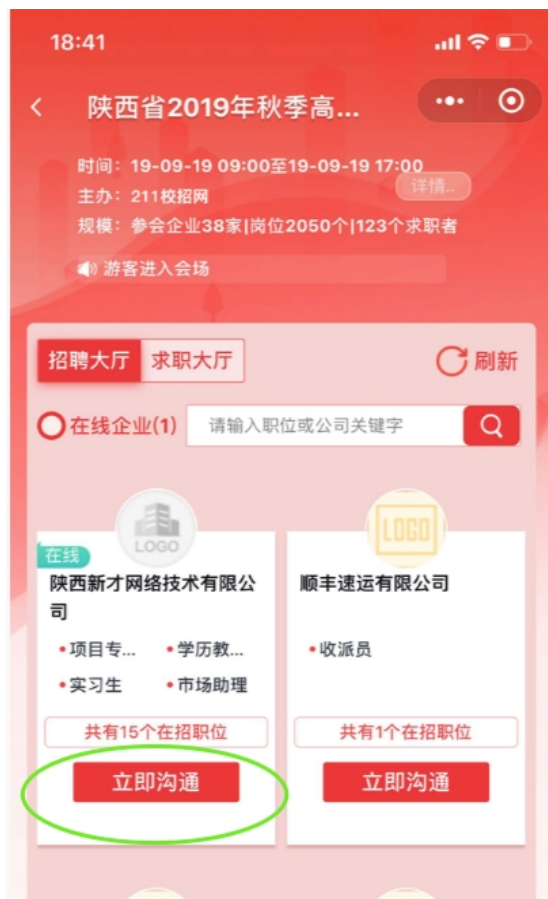 18:41
陕西省2019年秋季高...
时间：19-09-19 09:00至19-09-19 17:00
详情..
主办：211校招网
规模：参会企业38家|岗位2050个|123个求职者
游客进入会场
招聘大厅 求职大厅 刷新
在线企业(1) 请输入职位或公司关键字
LOGO LOGO
在线
陕西新才网络技术有限公司
顺丰速运有限公司
•项目专... •学历教... •收派员
•实习生 •市场助理
共有15个在招职位 共有1个在招职位
立即沟通 立即沟通